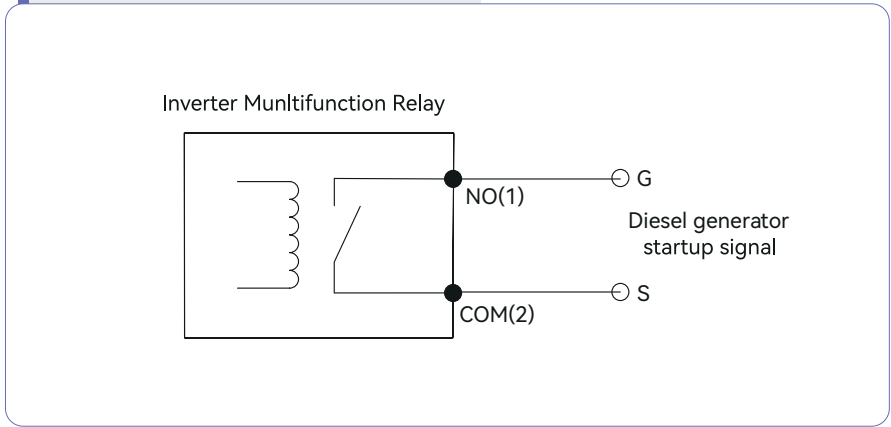 Inverter Munltifunction Relay
G
NO(1)
Diesel generator
startup signal
S
COM(2)